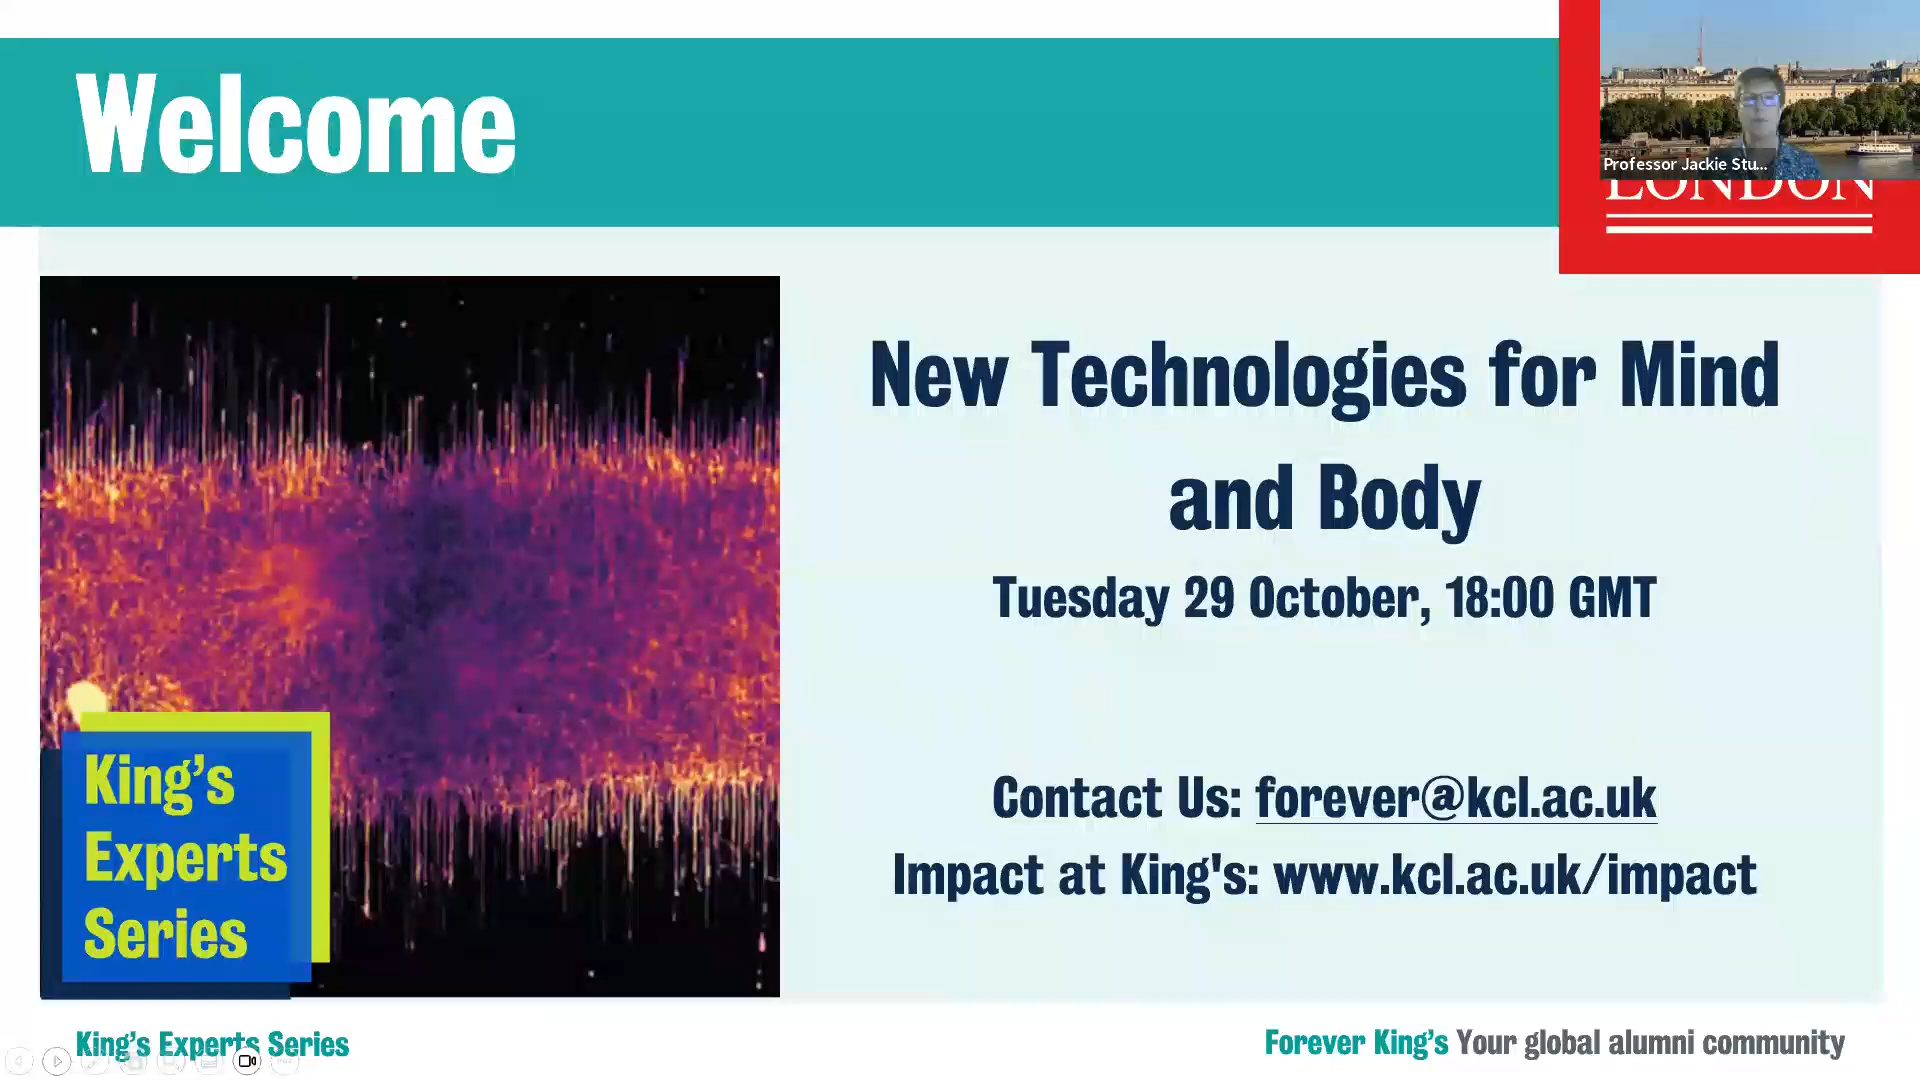 Welcome
Professor Jackie Stu...
LONDON
New Technologies for Mind
and Body
Tuesday 29 October, 18:00 GMT
Contact Us: forever@kcl.ac.uk
Impact at King's: www.kcl.ac.uk/impact
King’s
Experts
Series
King’s Experts Series
Forever King’s Your global alumni community